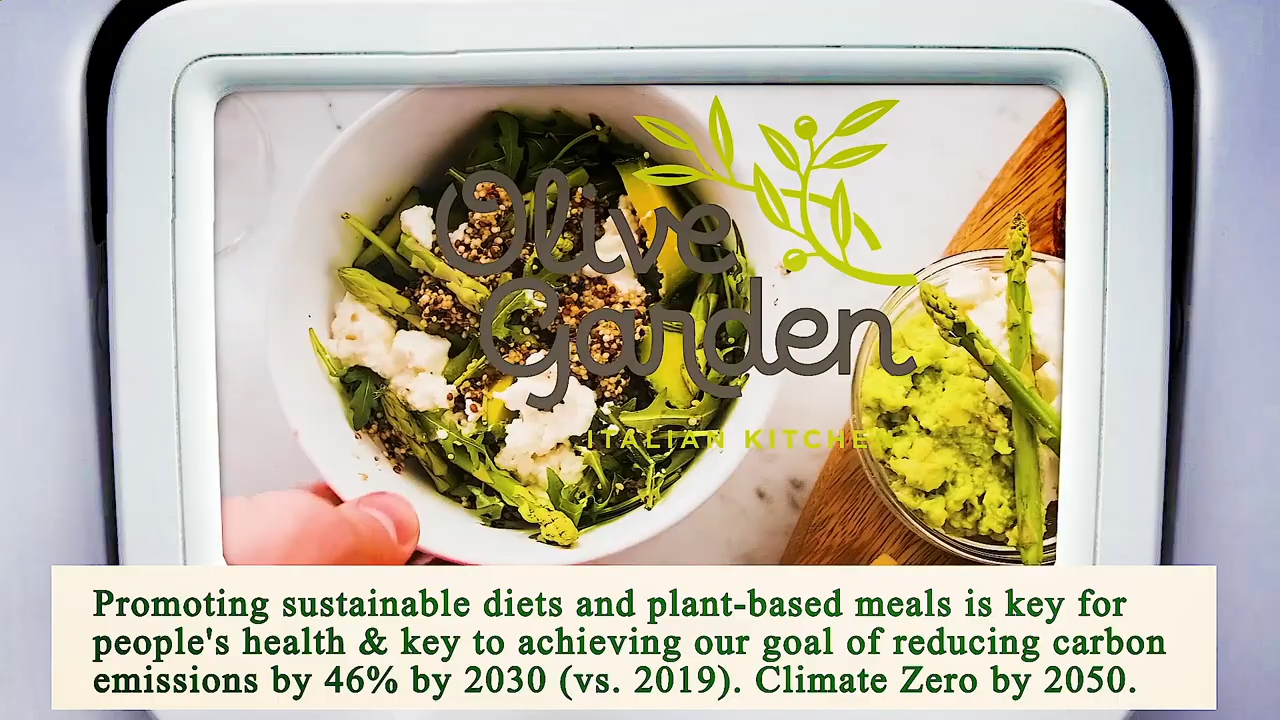 Olive
Garden
ITALIAN KITCHEN
Promoting sustainable diets and plant-based meals is key for
people's health & key to achieving our goal of reducing carbon
emissions by 46% by 2030 (vs. 2019). Climate Zero by 2050.